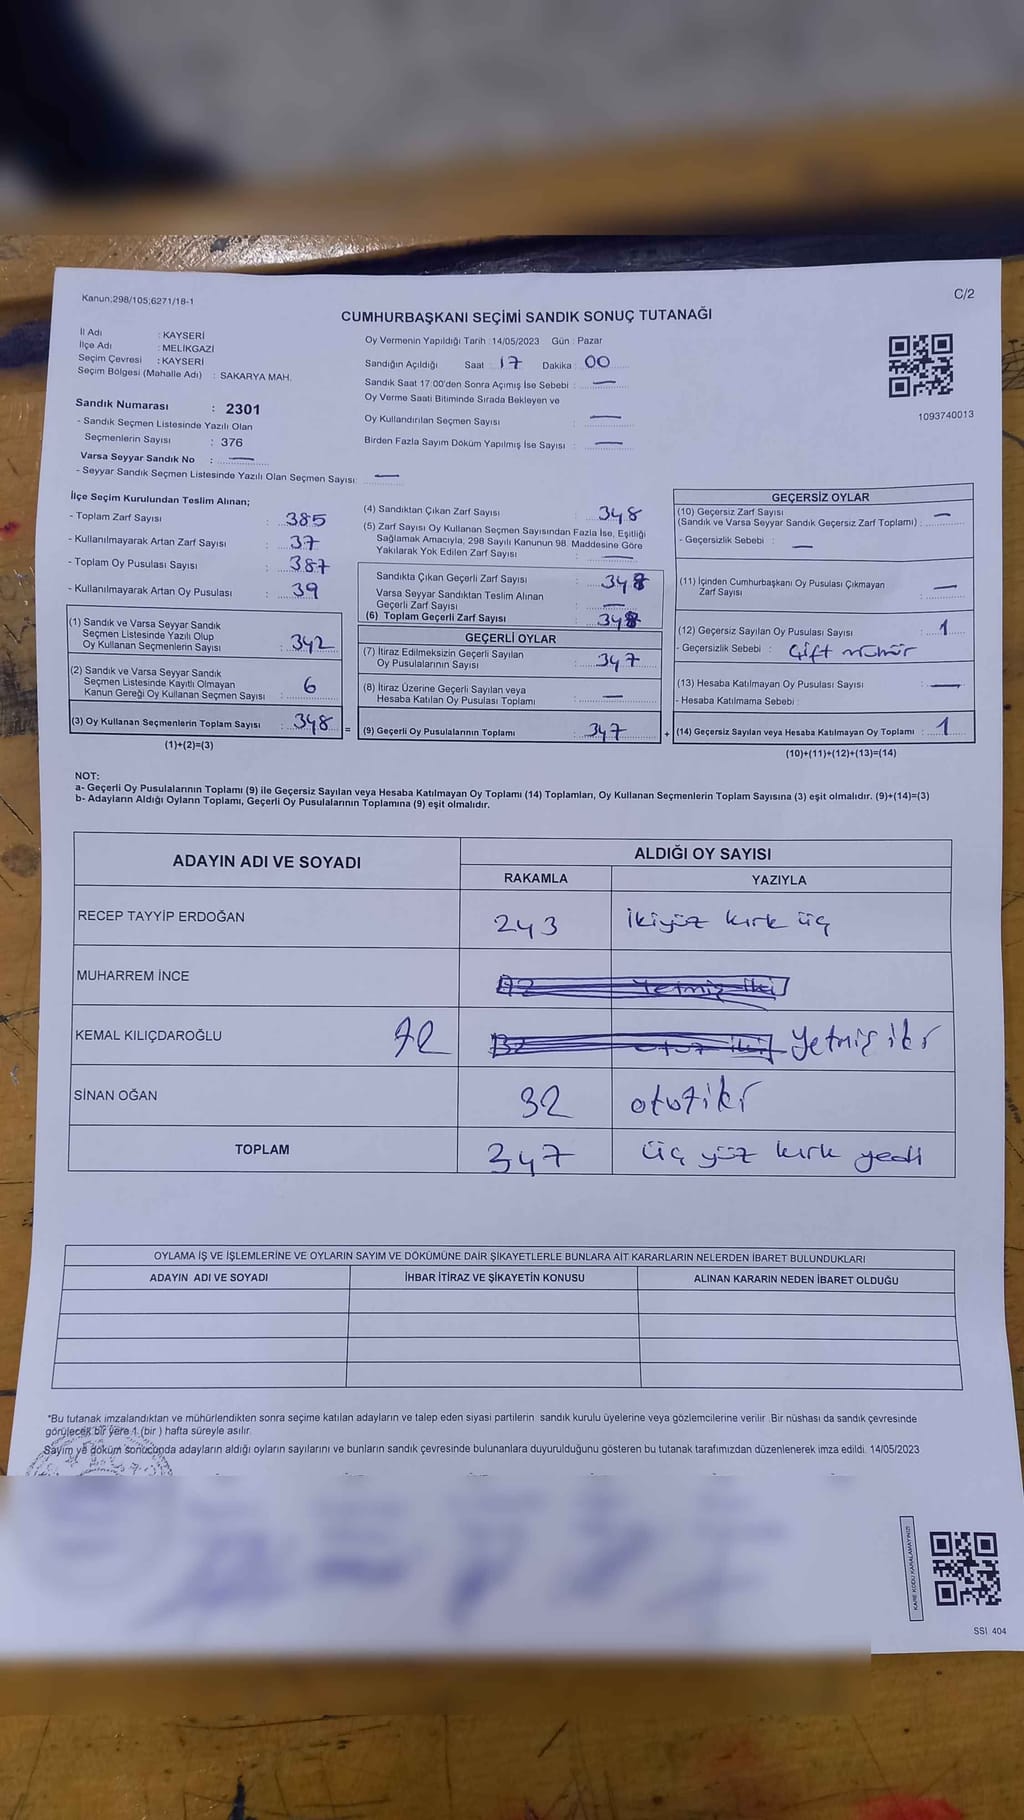 Kanun;298/105;6271/18-1
C/2
CUMHURBAŞKANI SEÇİMİ SANDIK SONUÇ TUTANAĞI
İl Adı : KAYSERİ
İlçe Adı : MELİKGAZİ
Seçim Çevresi : KAYSERİ
Seçim Bölgesi (Mahalle Adı) : SAKARYA MAH.
Sandık Numarası : 2301
- Sandık Seçmen Listesinde Yazılı Olan
Seçmenlerin Sayısı : 376
Varsa Seyyar Sandık No : —
- Seyyar Sandık Seçmen Listesinde Yazılı Olan Seçmen Sayısı: —
Oy Vermenin Yapıldığı Tarih : 14/05/2023 Gün : Pazar
Sandığın Açıldığı Saat : 17 Dakika : 00
Sandık Saat 17:00'den Sonra Açımış İse Sebebi : —
Oy Verme Saati Bitiminde Sırada Bekleyen ve
Oy Kullandırılan Seçmen Sayısı : —
Birden Fazla Sayım Döküm Yapılmış İse Sayısı : —
1093740013
İlçe Seçim Kurulundan Teslim Alınan;
- Toplam Zarf Sayısı : 385
- Kullanılmayarak Artan Zarf Sayısı : 37
- Toplam Oy Pusulası Sayısı : 387
- Kullanılmayarak Artan Oy Pusulası : 39
(1) Sandık ve Varsa Seyyar Sandık
Seçmen Listesinde Yazılı Olup
Oy Kullanan Seçmenlerin Sayısı : 342
(2) Sandık ve Varsa Seyyar Sandık
Seçmen Listesinde Kayıtlı Olmayan
Kanun Gereği Oy Kullanan Seçmen Sayısı : 6
(3) Oy Kullanan Seçmenlerin Toplam Sayısı : 348 =
(1)+(2)=(3)
(4) Sandıktan Çıkan Zarf Sayısı : 348
(5) Zarf Sayısı Oy Kullanan Seçmen Sayısından Fazla İse, Eşitliği
Sağlamak Amacıyla, 298 Sayılı Kanunun 98. Maddesine Göre
Yakılarak Yok Edilen Zarf Sayısı : —
Sandıkta Çıkan Geçerli Zarf Sayısı : 348
Varsa Seyyar Sandıktan Teslim Alınan
Geçerli Zarf Sayısı : —
(6) Toplam Geçerli Zarf Sayısı : 348
GEÇERLİ OYLAR
(7) İtiraz Edilmeksizin Geçerli Sayılan
Oy Pusulalarının Sayısı : 347
(8) İtiraz Üzerine Geçerli Sayılan veya
Hesaba Katılan Oy Pusulası Toplamı : —
(9) Geçerli Oy Pusulalarının Toplamı : 347 +
GEÇERSİZ OYLAR
(10) Geçersiz Zarf Sayısı
(Sandık ve Varsa Seyyar Sandık Geçersiz Zarf Toplamı) : —
- Geçersizlik Sebebi : —
(11) İçinden Cumhurbaşkanı Oy Pusulası Çıkmayan
Zarf Sayısı : —
(12) Geçersiz Sayılan Oy Pusulası Sayısı : 1
- Geçersizlik Sebebi : Çift mühür
(13) Hesaba Katılmayan Oy Pusulası Sayısı : —
- Hesaba Katılmama Sebebi :
(14) Geçersiz Sayılan veya Hesaba Katılmayan Oy Toplamı : 1
(10)+(11)+(12)+(13)=(14)
NOT:
a- Geçerli Oy Pusulalarının Toplamı (9) ile Geçersiz Sayılan veya Hesaba Katılmayan Oy Toplamı (14) Toplamları, Oy Kullanan Seçmenlerin Toplam Sayısına (3) eşit olmalıdır. (9)+(14)=(3)
b- Adayların Aldığı Oyların Toplamı, Geçerli Oy Pusulalarının Toplamına (9) eşit olmalıdır.
ADAYIN ADI VE SOYADI
ALDIĞI OY SAYISI
RAKAMLA YAZIYLA
RECEP TAYYİP ERDOĞAN 243 ikiyüz kırk üç
MUHARREM İNCE 72 Yetmiş iki
KEMAL KILIÇDAROĞLU 72 32 otuz iki Yetmiş iki
SİNAN OĞAN 32 otuziki
TOPLAM 347 üç yüz kırk yedi
OYLAMA İŞ VE İŞLEMLERİNE VE OYLARIN SAYIM VE DÖKÜMÜNE DAİR ŞİKAYETLERLE BUNLARA AİT KARARLARIN NELERDEN İBARET BULUNDUKLARI
ADAYIN ADI VE SOYADI İHBAR İTİRAZ VE ŞİKAYETİN KONUSU ALINAN KARARIN NEDEN İBARET OLDUĞU
*Bu tutanak imzalandıktan ve mühürlendikten sonra seçime katılan adayların ve talep eden siyasi partilerin sandık kurulu üyelerine veya gözlemcilerine verilir. Bir nüshası da sandık çevresinde
görülecek bir yere 1 (bir ) hafta süreyle asılır.
Sayım ve döküm sonucunda adayların aldığı oyların sayılarını ve bunların sandık çevresinde bulunanlara duyurulduğunu gösteren bu tutanak tarafımızdan düzenlenerek imza edildi. 14/05/2023
KARE KODU KARALAMAYINIZ!
SSİ 404